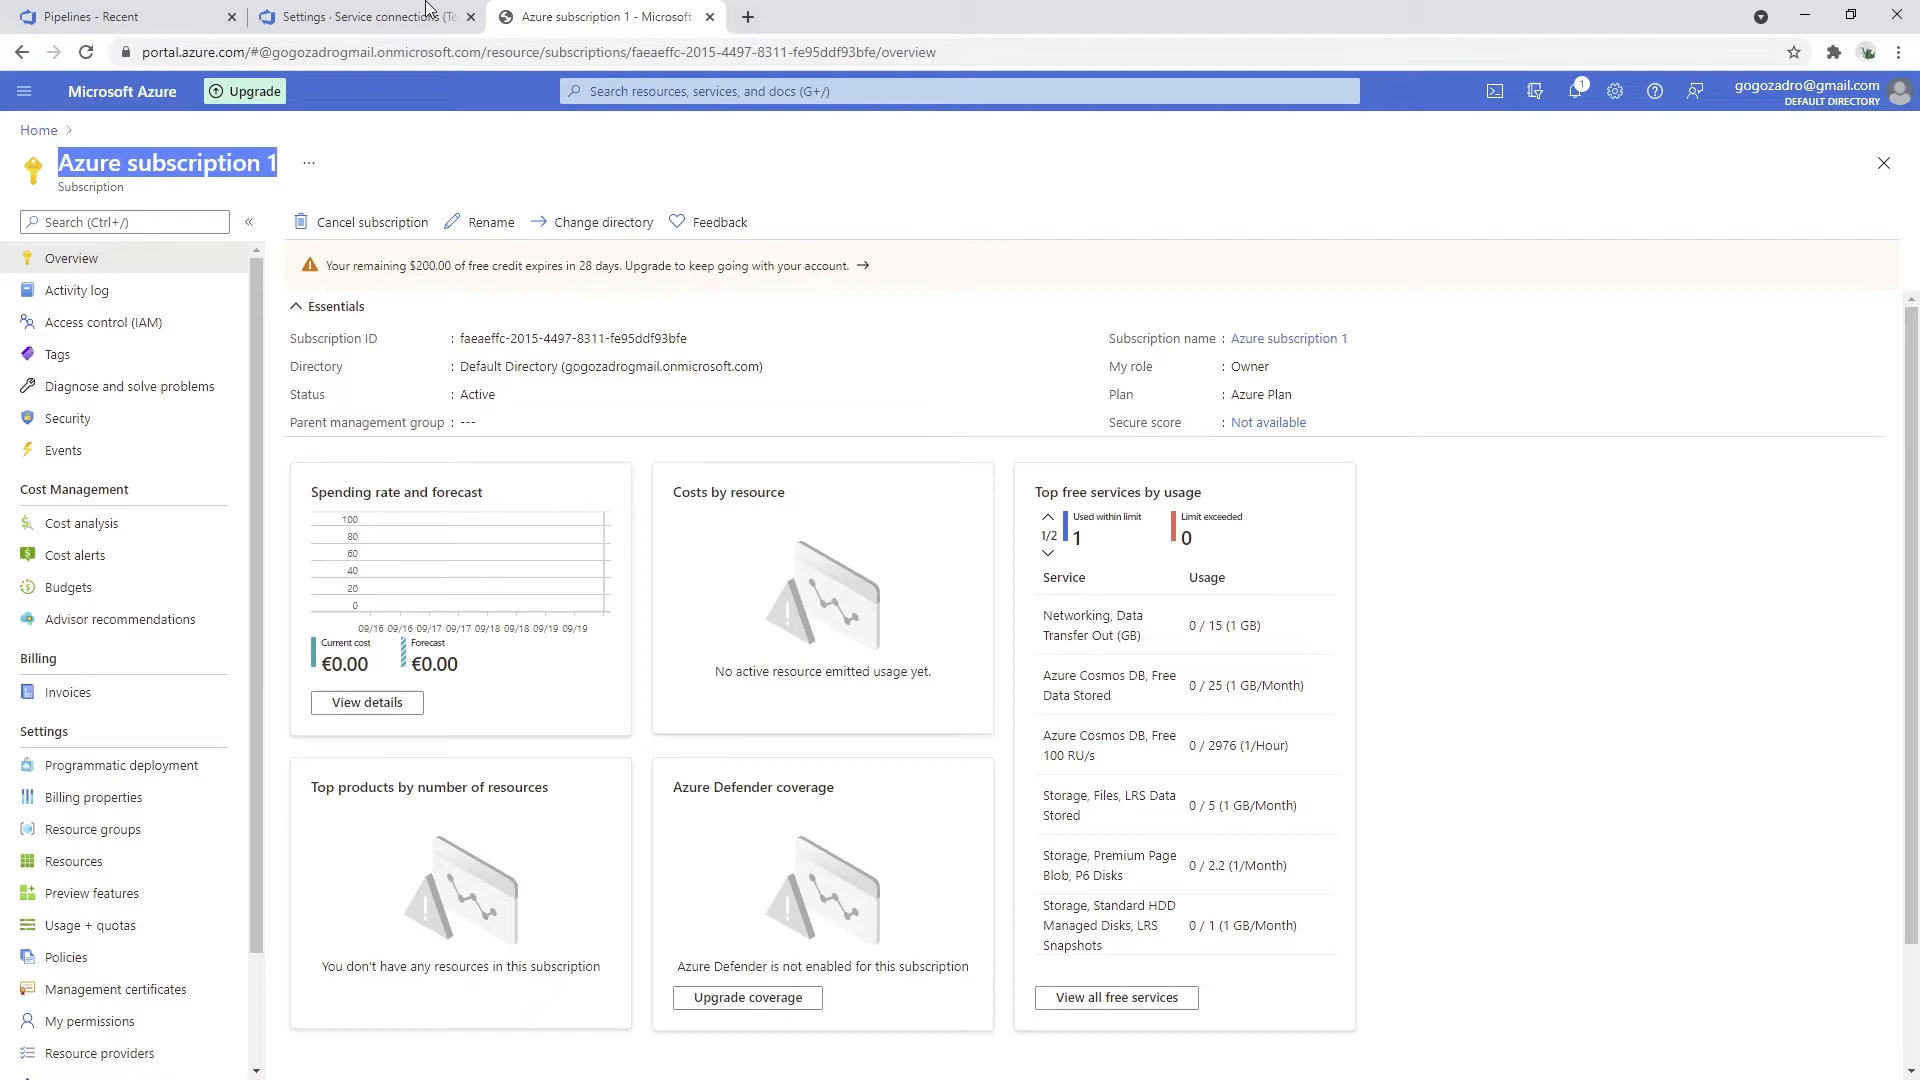 Pipelines - Recent
Settings · Service connections (Te
Azure subscription 1 - Microsoft
portal.azure.com/#@gogozadrogmail.onmicrosoft.com/resource/subscriptions/faeaeffc-2015-4497-8311-fe95ddf93bfe/overview
Microsoft Azure
Upgrade
Search resources, services, and docs (G+/)
1
gogozadro@gmail.com
DEFAULT DIRECTORY
Home
Azure subscription 1
...
Subscription
Search (Ctrl+/)
«
Cancel subscription
Rename
Change directory
Feedback
Your remaining $200.00 of free credit expires in 28 days. Upgrade to keep going with your account.
Overview
Activity log
Access control (IAM)
Tags
Diagnose and solve problems
Security
Events
Cost Management
Cost analysis
Cost alerts
Budgets
Advisor recommendations
Billing
Invoices
Settings
Programmatic deployment
Billing properties
Resource groups
Resources
Preview features
Usage + quotas
Policies
Management certificates
My permissions
Resource providers
Essentials
Subscription ID : faeaeffc-2015-4497-8311-fe95ddf93bfe
Directory : Default Directory (gogozadrogmail.onmicrosoft.com)
Status : Active
Parent management group : ---
Subscription name : Azure subscription 1
My role : Owner
Plan : Azure Plan
Secure score : Not available
Spending rate and forecast
100
80
60
40
20
0
09/16 09/16 09/17 09/17 09/18 09/18 09/19 09/19
Current cost
€0.00
Forecast
€0.00
View details
Costs by resource
No active resource emitted usage yet.
Top free services by usage
1/2
Used within limit
1
Limit exceeded
0
Service Usage
Networking, Data
Transfer Out (GB)
0 / 15 (1 GB)
Azure Cosmos DB, Free
Data Stored
0 / 25 (1 GB/Month)
Azure Cosmos DB, Free
100 RU/s
0 / 2976 (1/Hour)
Storage, Files, LRS Data
Stored
0 / 5 (1 GB/Month)
Storage, Premium Page
Blob, P6 Disks
0 / 2.2 (1/Month)
Storage, Standard HDD
Managed Disks, LRS
Snapshots
0 / 1 (1 GB/Month)
View all free services
Top products by number of resources
You don't have any resources in this subscription
Azure Defender coverage
Azure Defender is not enabled for this subscription
Upgrade coverage